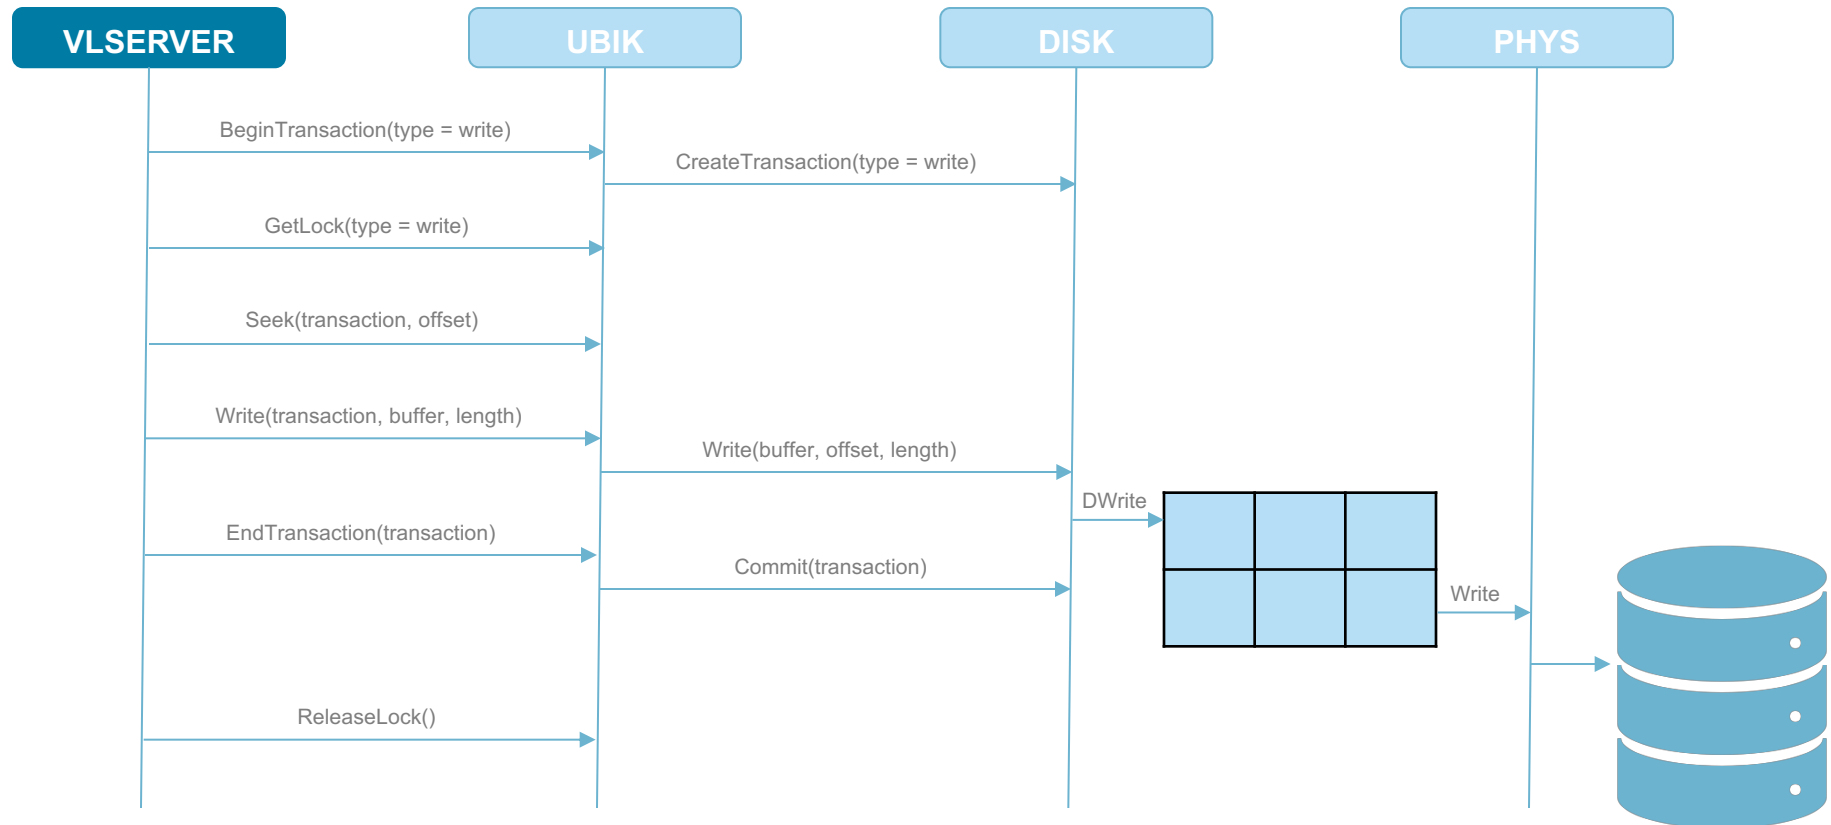 VLSERVER
UBIK
DISK
PHYS
BeginTransaction(type = write)
CreateTransaction(type = write)
GetLock(type = write)
Seek(transaction, offset)
Write(transaction, buffer, length)
Write(buffer, offset, length)
DWrite
EndTransaction(transaction)
Commit(transaction)
Write
ReleaseLock()